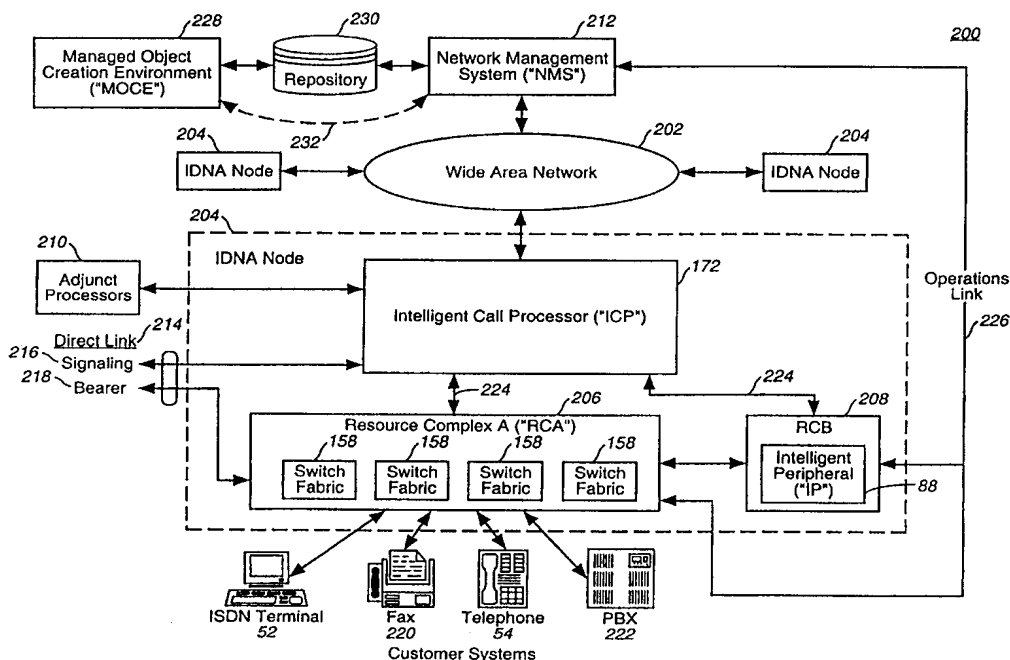 228
230
212
200
Managed Object
Creation Environment
("MOCE")
Repository
Network Management
System ("NMS")
232
202
204
204
IDNA Node
Wide Area Network
IDNA Node
204
IDNA Node
210
172
Adjunct
Processors
Intelligent Call Processor ("ICP")
Operations
Link
226
Direct Link
214
216
Signaling
218
Bearer
224
224
206
208
Resource Complex A ("RCA")
RCB
158
158
158
158
Switch
Fabric
Switch
Fabric
Switch
Fabric
Switch
Fabric
Intelligent
Peripheral
("IP")
88
ISDN Terminal
52
Fax
220
Telephone
54
PBX
222
Customer Systems